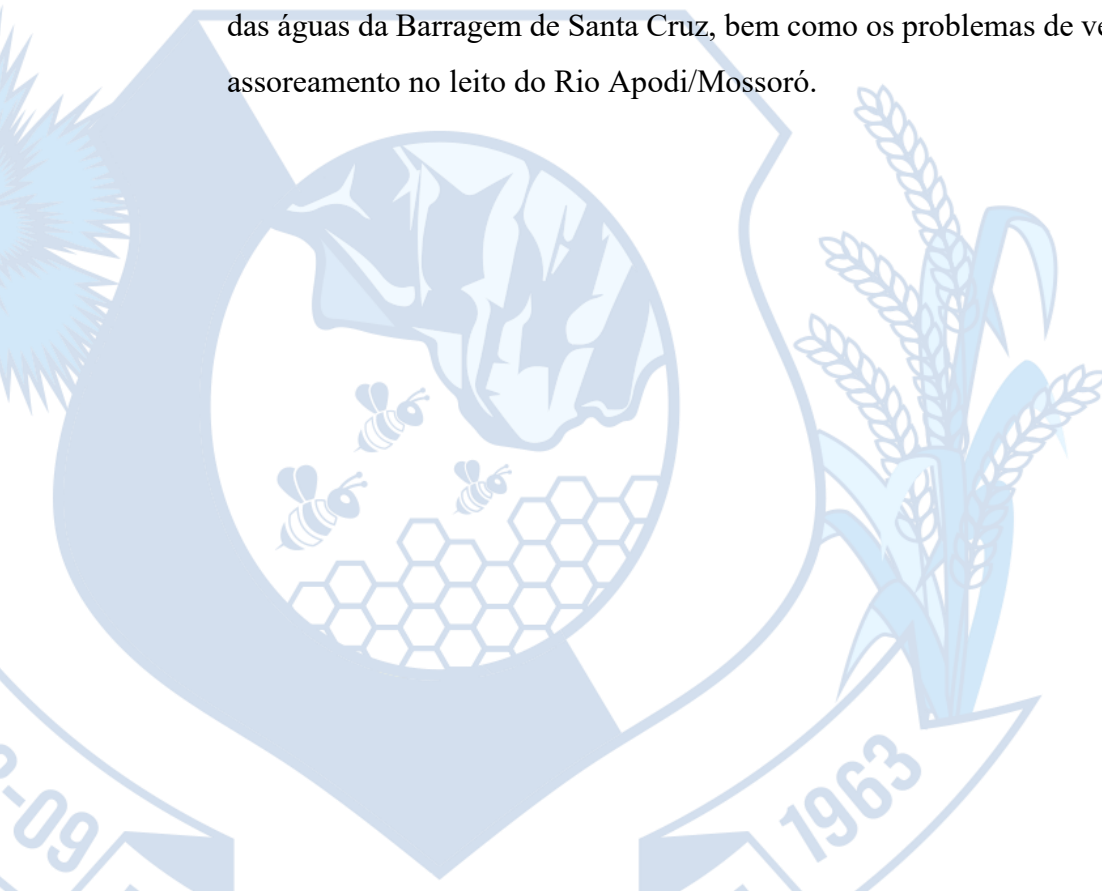 das águas da Barragem de Santa Cruz, bem como os problemas de
assoreamento no leito do Rio Apodi/Mossoró.
-09
1963